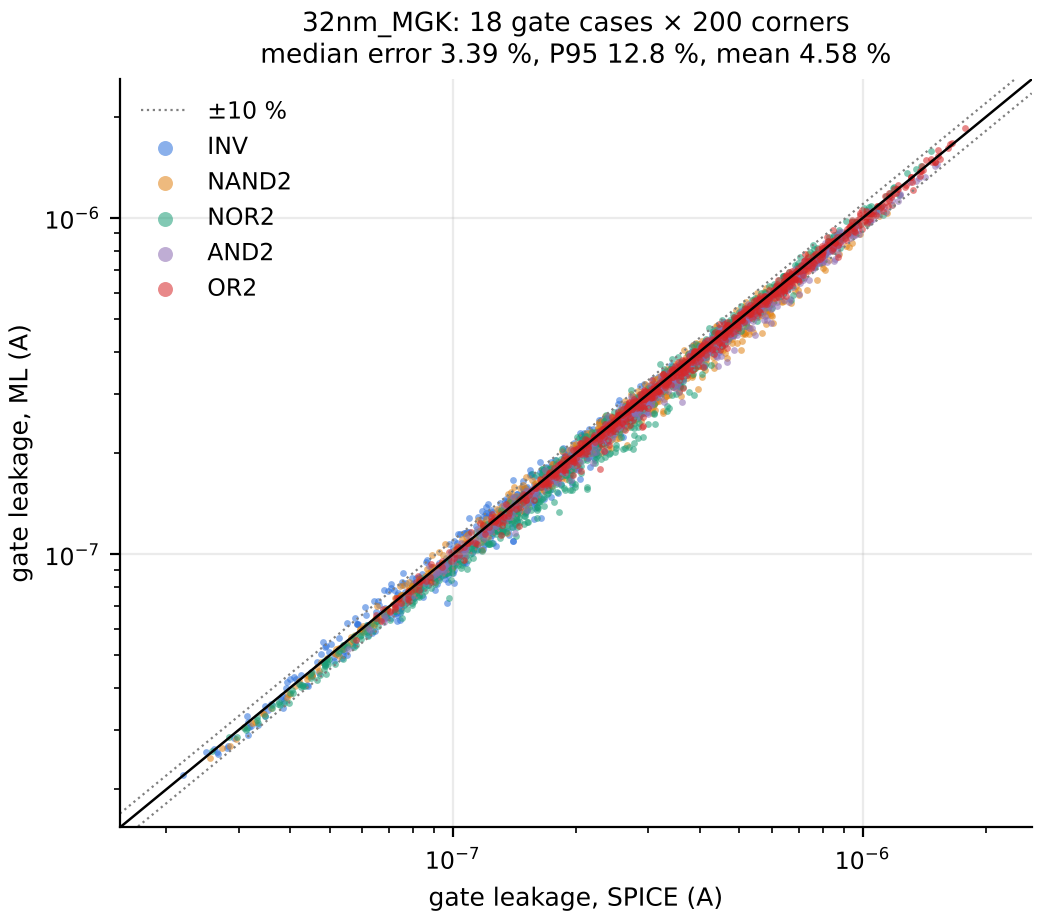 32nm_MGK: 18 gate cases × 200 corners
median error 3.39 %, P95 12.8 %, mean 4.58 %
±10 %
INV
NAND2
NOR2
AND2
OR2
10⁻⁶
10⁻⁷
gate leakage, ML (A)
10⁻⁷
10⁻⁶
gate leakage, SPICE (A)